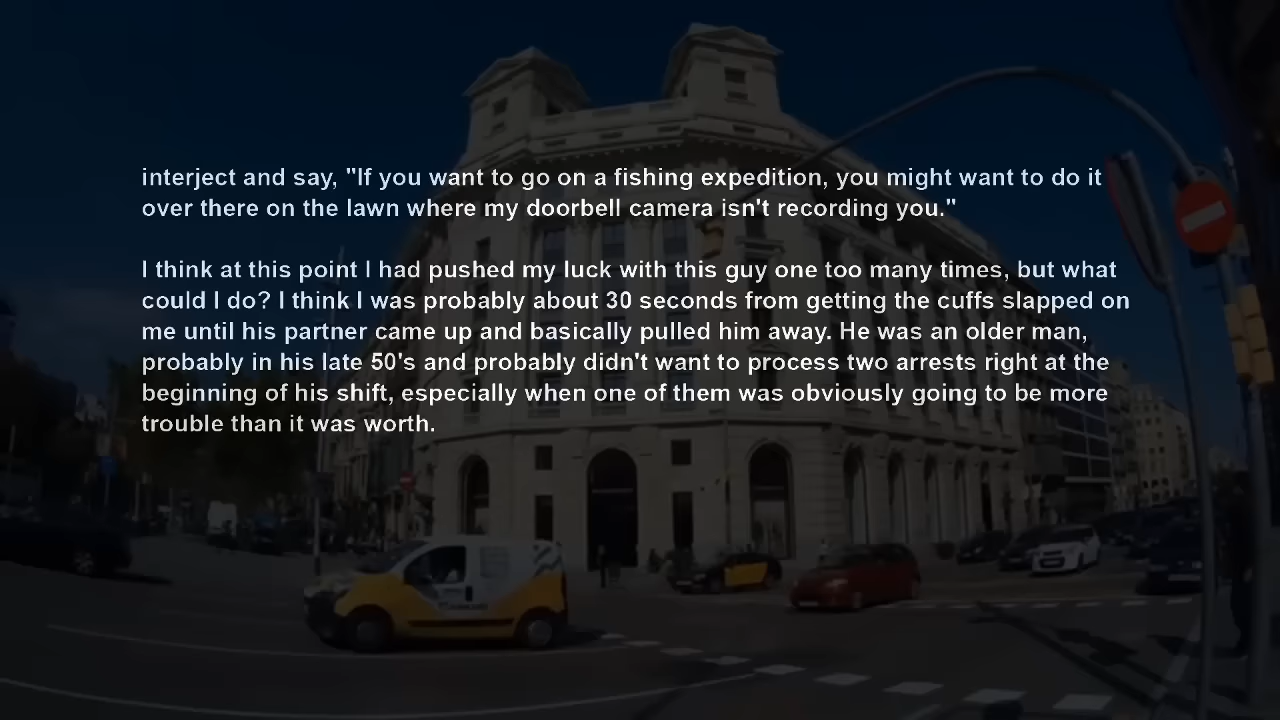 interject and say, "If you want to go on a fishing expedition, you might want to do it
over there on the lawn where my doorbell camera isn't recording you."
I think at this point I had pushed my luck with this guy one too many times, but what
could I do? I think I was probably about 30 seconds from getting the cuffs slapped on
me until his partner came up and basically pulled him away. He was an older man,
probably in his late 50's and probably didn't want to process two arrests right at the
beginning of his shift, especially when one of them was obviously going to be more
trouble than it was worth.